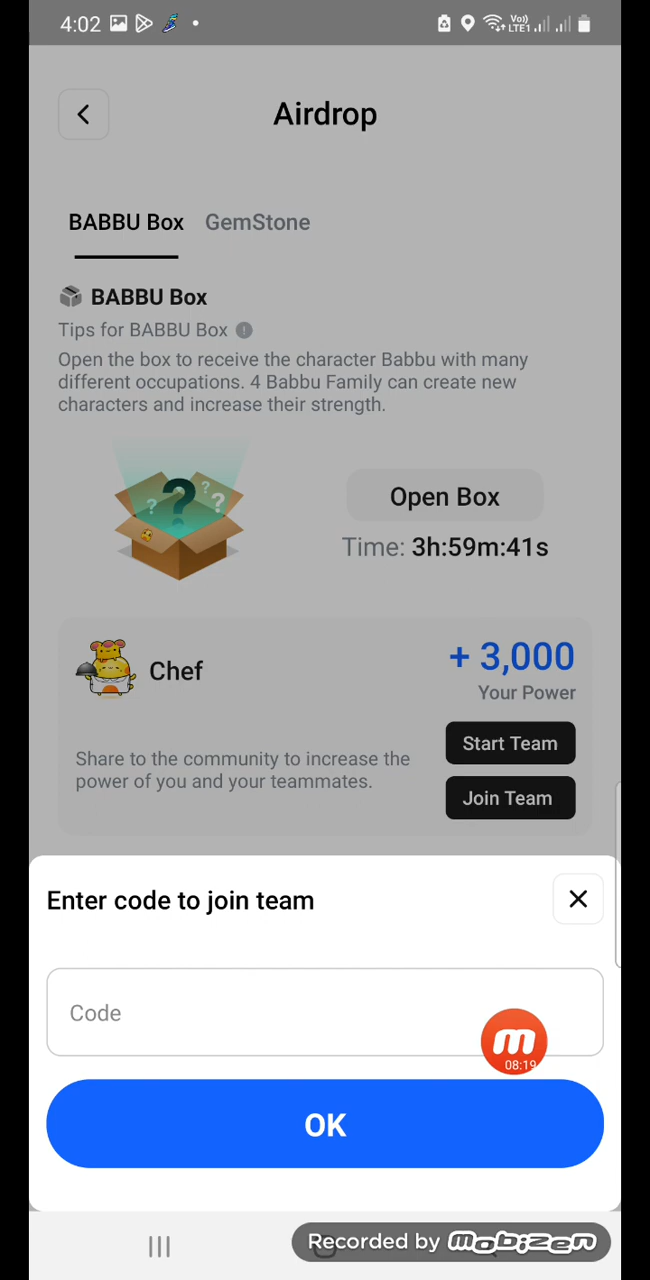 4:02
Vo))
LTE1
Airdrop
BABBU Box GemStone
BABBU Box
Tips for BABBU Box
Open the box to receive the character Babbu with many
different occupations. 4 Babbu Family can create new
characters and increase their strength.
? ? ?
Open Box
Time: 3h:59m:41s
Chef
+ 3,000
Your Power
Share to the community to increase the
power of you and your teammates.
Start Team
Join Team
Enter code to join team
Code
m
08:19
OK
Recorded by mobizen